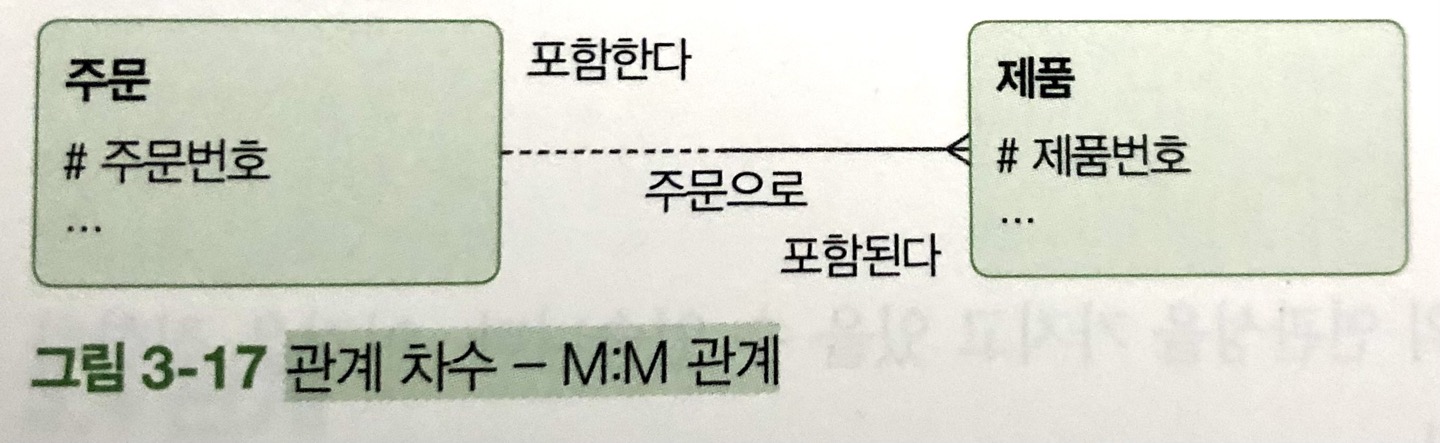 주문
# 주문번호
...
포함한다
주문으로
포함된다
제품
# 제품번호
...
그림 3-17 관계 차수 – M:M 관계